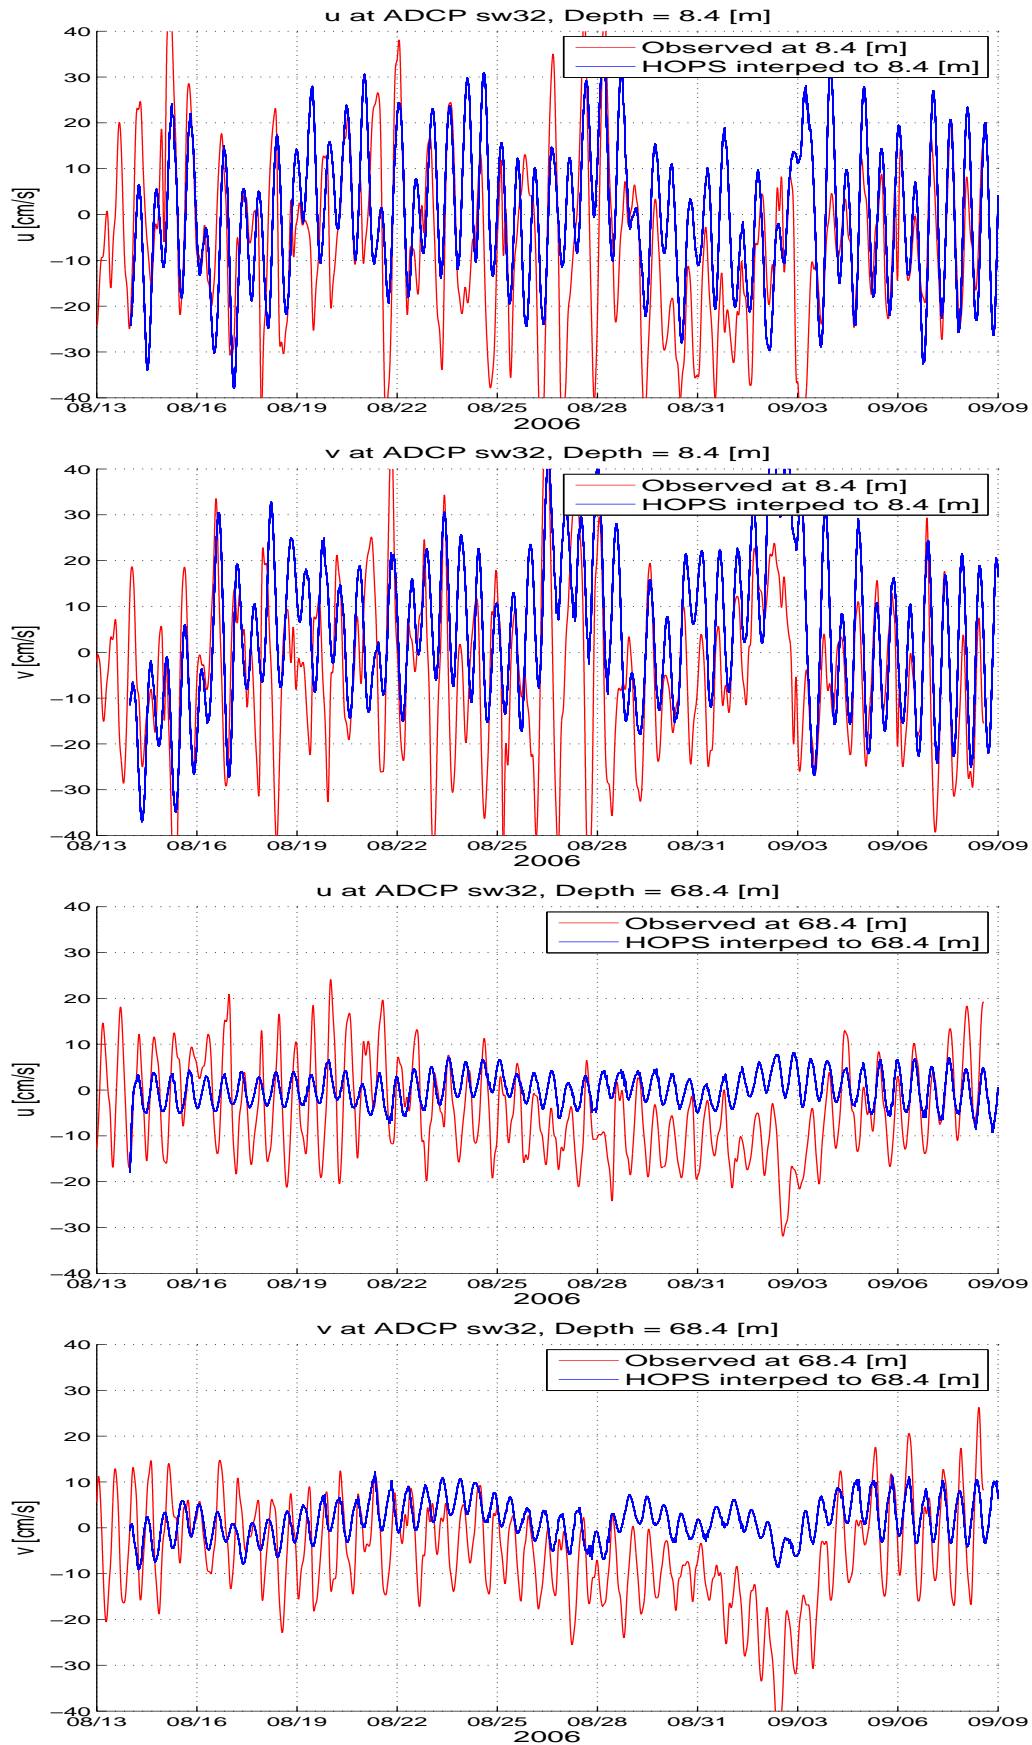 u at ADCP sw32, Depth = 8.4 [m]
40
30
20
10
0
−10
−20
−30
−40
u [cm/s]
Observed at 8.4 [m]
HOPS interped to 8.4 [m]
08/13 08/16 08/19 08/22 08/25 08/28 08/31 09/03 09/06 09/09
2006
v at ADCP sw32, Depth = 8.4 [m]
40
30
20
10
0
−10
−20
−30
−40
v [cm/s]
Observed at 8.4 [m]
HOPS interped to 8.4 [m]
08/13 08/16 08/19 08/22 08/25 08/28 08/31 09/03 09/06 09/09
2006
u at ADCP sw32, Depth = 68.4 [m]
40
30
20
10
0
−10
−20
−30
−40
u [cm/s]
Observed at 68.4 [m]
HOPS interped to 68.4 [m]
08/13 08/16 08/19 08/22 08/25 08/28 08/31 09/03 09/06 09/09
2006
v at ADCP sw32, Depth = 68.4 [m]
40
30
20
10
0
−10
−20
−30
−40
v [cm/s]
Observed at 68.4 [m]
HOPS interped to 68.4 [m]
08/13 08/16 08/19 08/22 08/25 08/28 08/31 09/03 09/06 09/09
2006